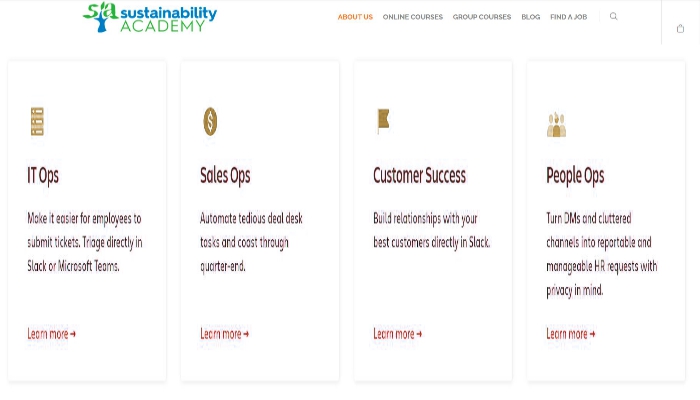 sa sustainability
ACADEMY
ABOUT US ONLINE COURSES GROUP COURSES BLOG FIND A JOB
IT Ops
Make it easier for employees to
submit tickets. Triage directly in
Slack or Microsoft Teams.
Learn more →
Sales Ops
Automate tedious deal desk
tasks and coast through
quarter-end.
Learn more →
Customer Success
Build relationships with your
best customers directly in Slack.
Learn more →
People Ops
Turn DMs and cluttered
channels into reportable and
manageable HR requests with
privacy in mind.
Learn more →